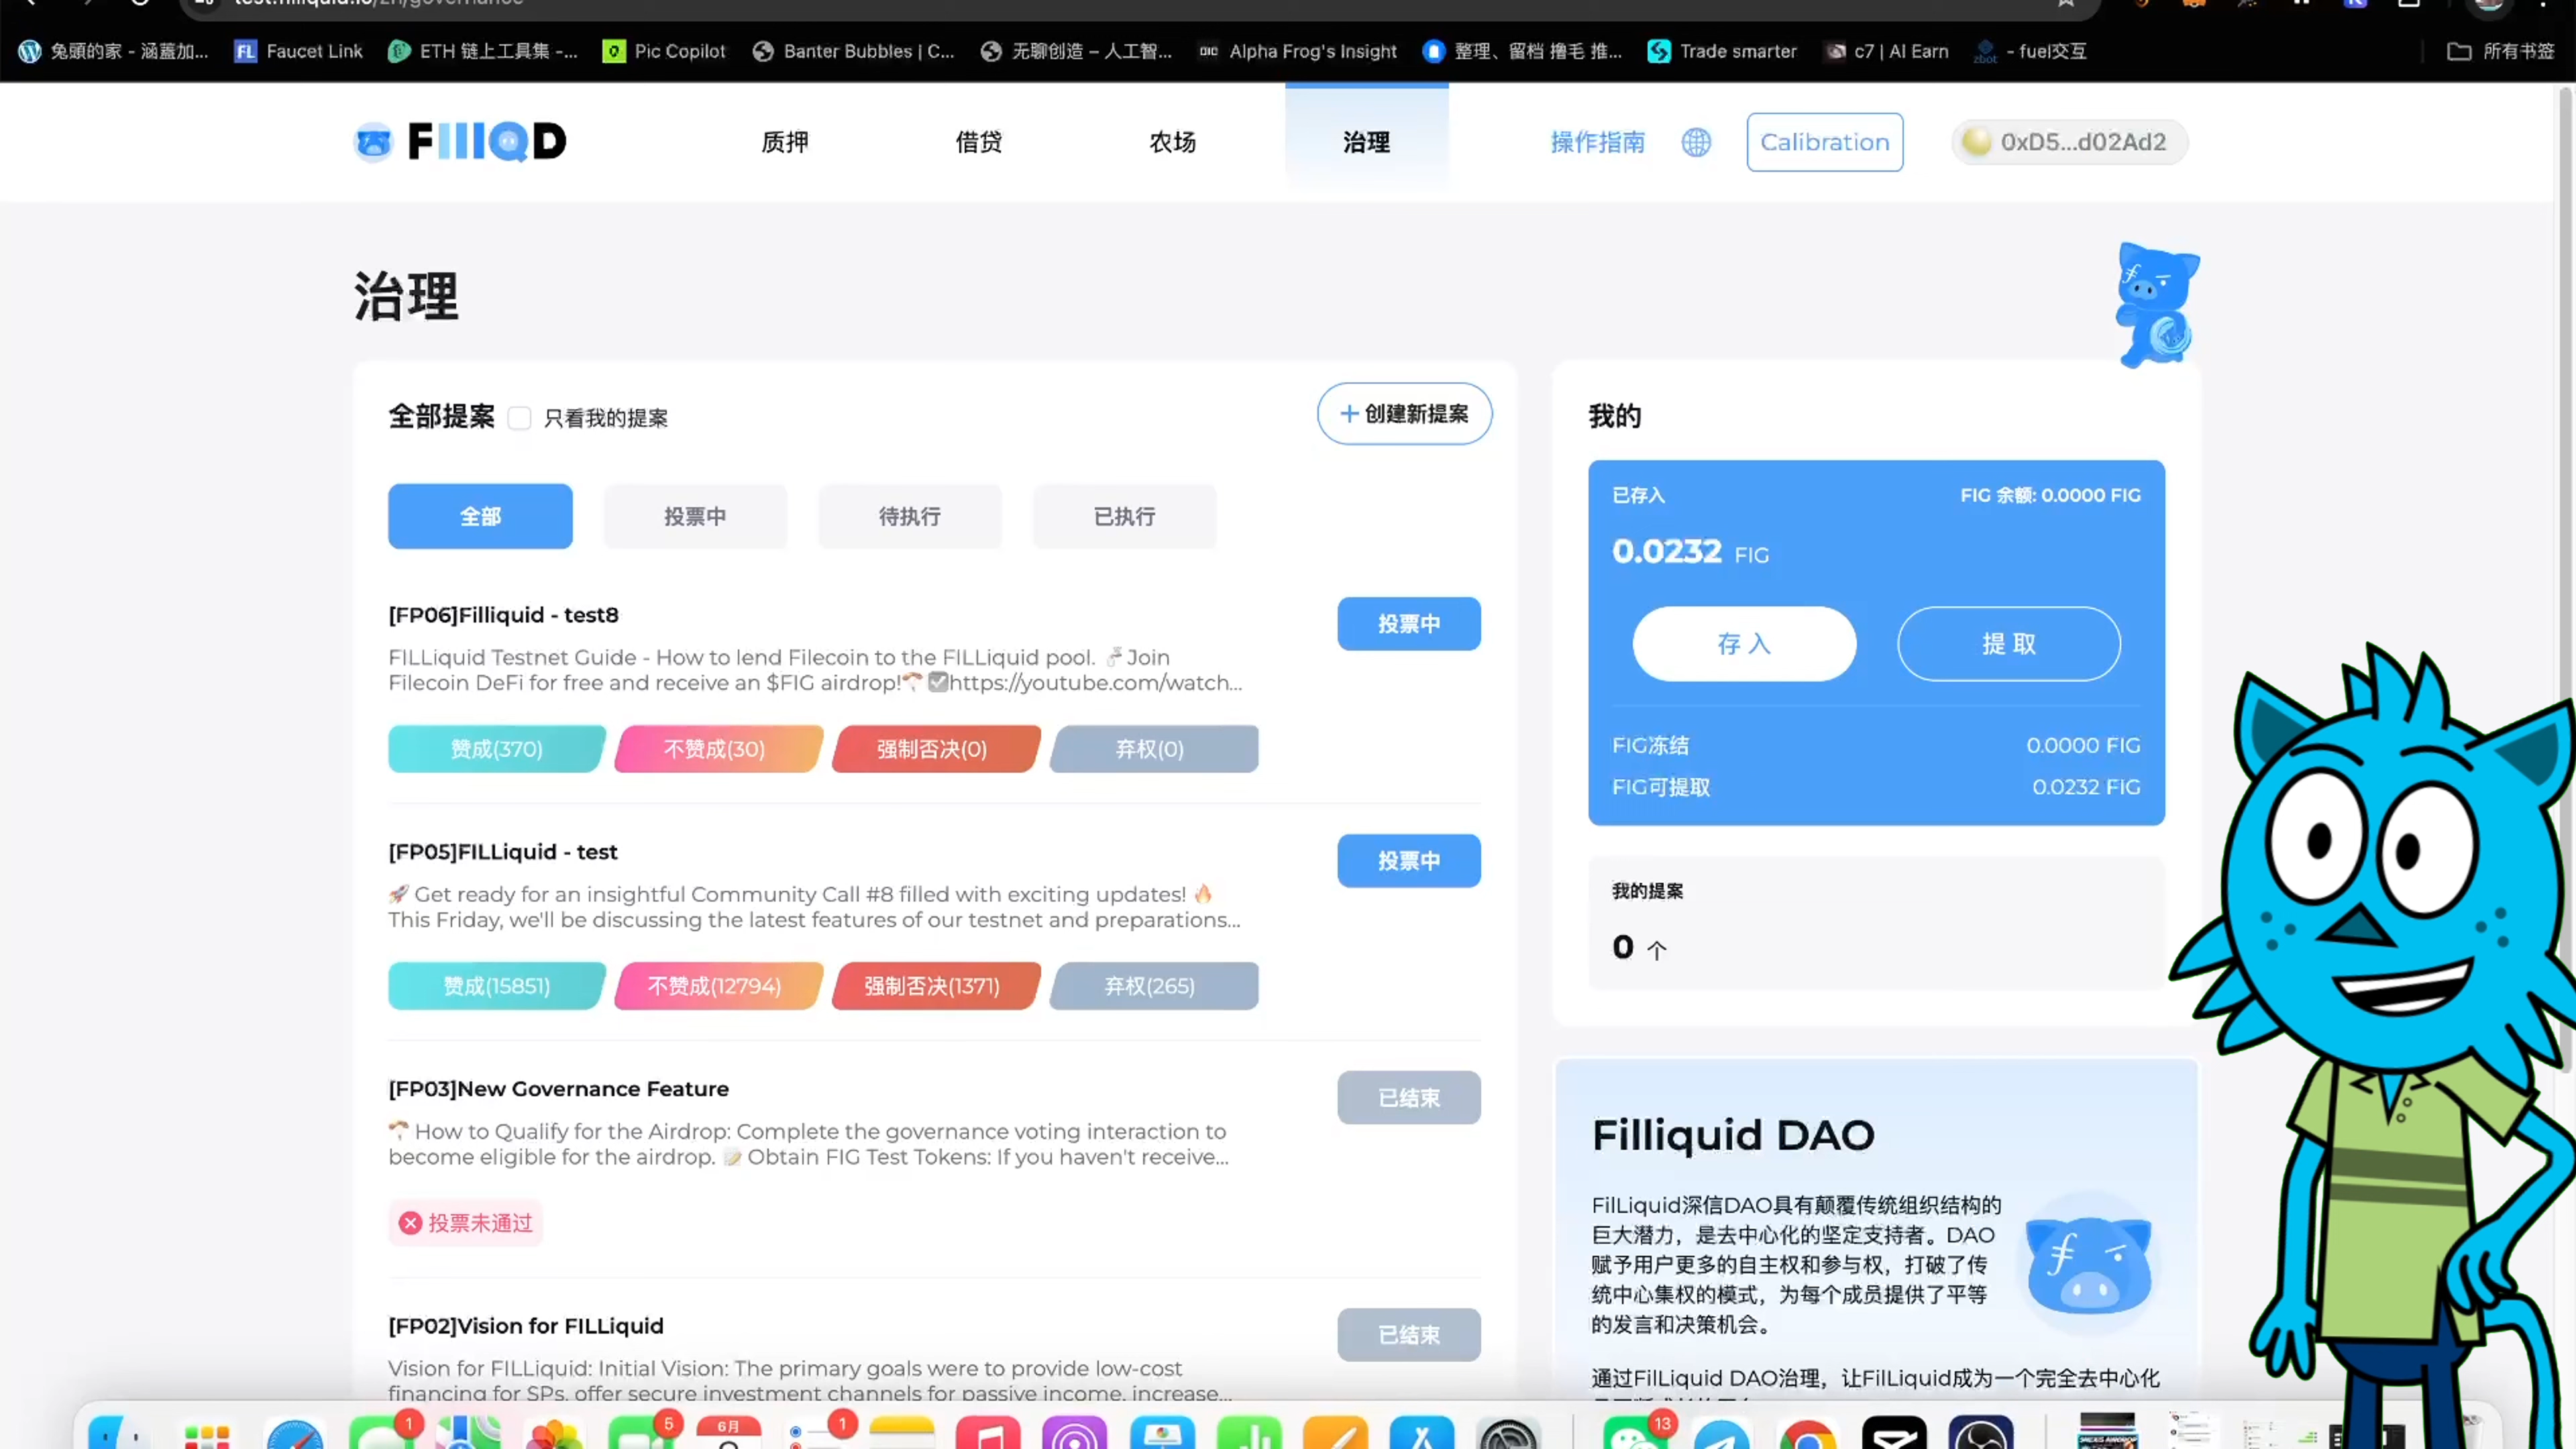 兔頭的家 - 涵蓋加...
FL Faucet Link
ETH 链上工具集 -...
Pic Copilot
Banter Bubbles | C...
无聊创造 – 人工智...
Alpha Frog's Insight
整理、留档 撸毛 推...
Trade smarter
c7 | AI Earn
zbot - fuel交互
所有书签
FIllQD
质押
借贷
农场
治理
操作指南
Calibration
0xD5...d02Ad2
治理
全部提案
只看我的提案
+ 创建新提案
全部
投票中
待执行
已执行
[FP06]Filliquid - test8
投票中
FILLiquid Testnet Guide - How to lend Filecoin to the FILLiquid pool. Join
Filecoin DeFi for free and receive an $FIG airdrop! https://youtube.com/watch...
赞成(370)
不赞成(30)
强制否决(0)
弃权(0)
[FP05]FILLiquid - test
投票中
🚀 Get ready for an insightful Community Call #8 filled with exciting updates! 🔥
This Friday, we'll be discussing the latest features of our testnet and preparations...
赞成(15851)
不赞成(12794)
强制否决(1371)
弃权(265)
[FP03]New Governance Feature
已结束
How to Qualify for the Airdrop: Complete the governance voting interaction to
become eligible for the airdrop. 📝 Obtain FIG Test Tokens: If you haven't receive...
投票未通过
[FP02]Vision for FILLiquid
已结束
Vision for FILLiquid: Initial Vision: The primary goals were to provide low-cost
financing for SPs, offer secure investment channels for passive income, increase...
我的
已存入
FIG 余额: 0.0000 FIG
0.0232 FIG
存 入
提 取
FIG冻结
0.0000 FIG
FIG可提取
0.0232 FIG
我的提案
0 个
Filliquid DAO
FilLiquid深信DAO具有颠覆传统组织结构的
巨大潜力，是去中心化的坚定支持者。DAO
赋予用户更多的自主权和参与权，打破了传
统中心集权的模式，为每个成员提供了平等
的发言和决策机会。
通过FilLiquid DAO治理，让FilLiquid成为一个完全去中心化
1
5
6月
1
13